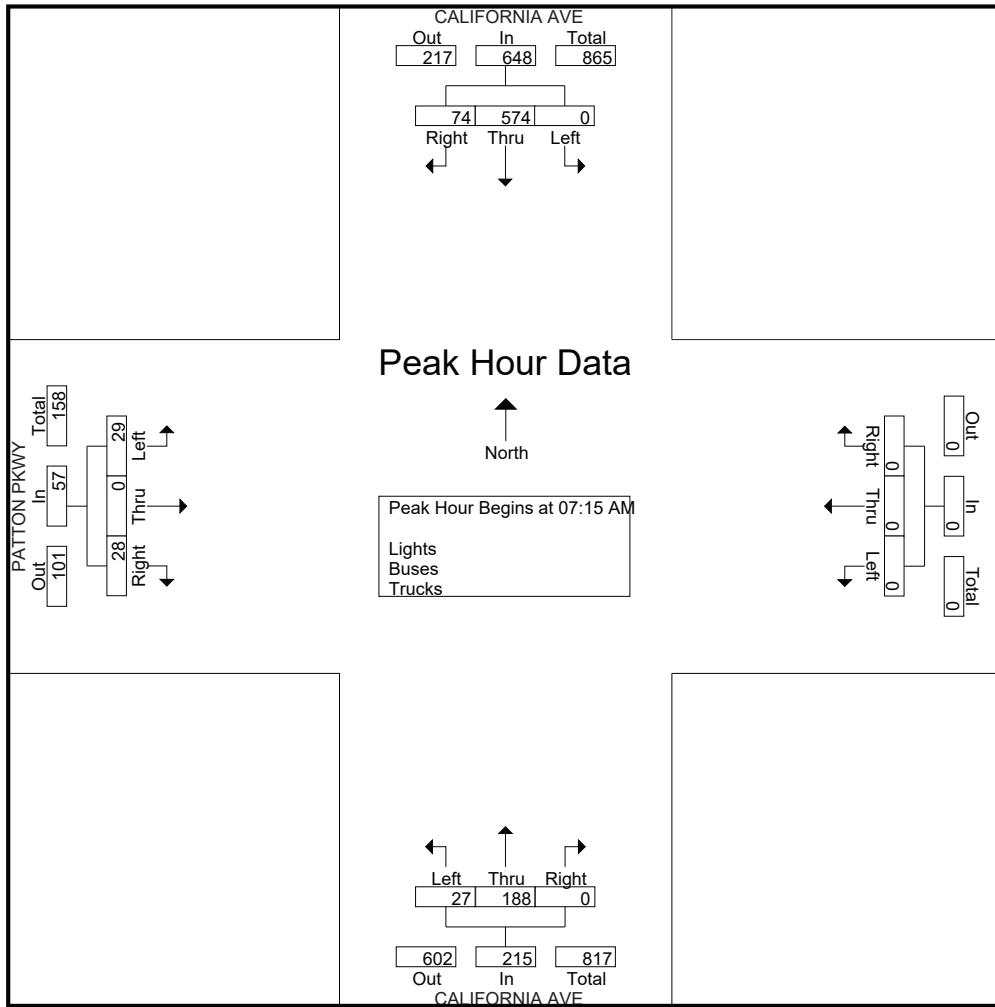 CALIFORNIA AVE
Out In Total
217 648 865
74 574 0
Right Thru Left
Peak Hour Data
North
Peak Hour Begins at 07:15 AM
Lights
Buses
Trucks
PATTON PKWY
Out In Total
101 57 158
Right Thru Left
28 0 29
Right Thru Left
0 0 0
Out In Total
0 0 0
Left Thru Right
27 188 0
602 215 817
Out In Total
CALIFORNIA AVE